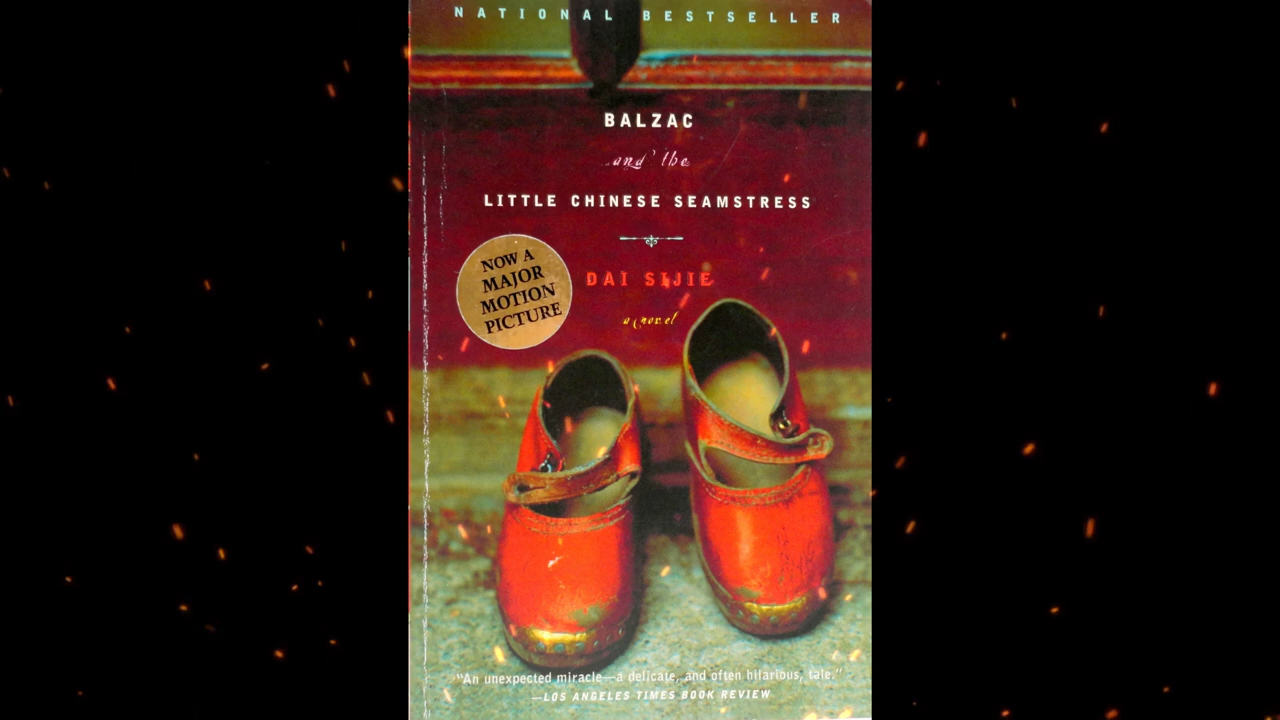 NATIONAL BESTSELLER
BALZAC
and the
LITTLE CHINESE SEAMSTRESS
DAI SIJIE
a novel
NOW A
MAJOR
MOTION
PICTURE
"An unexpected miracle—a delicate, and often hilarious, tale."
—LOS ANGELES TIMES BOOK REVIEW